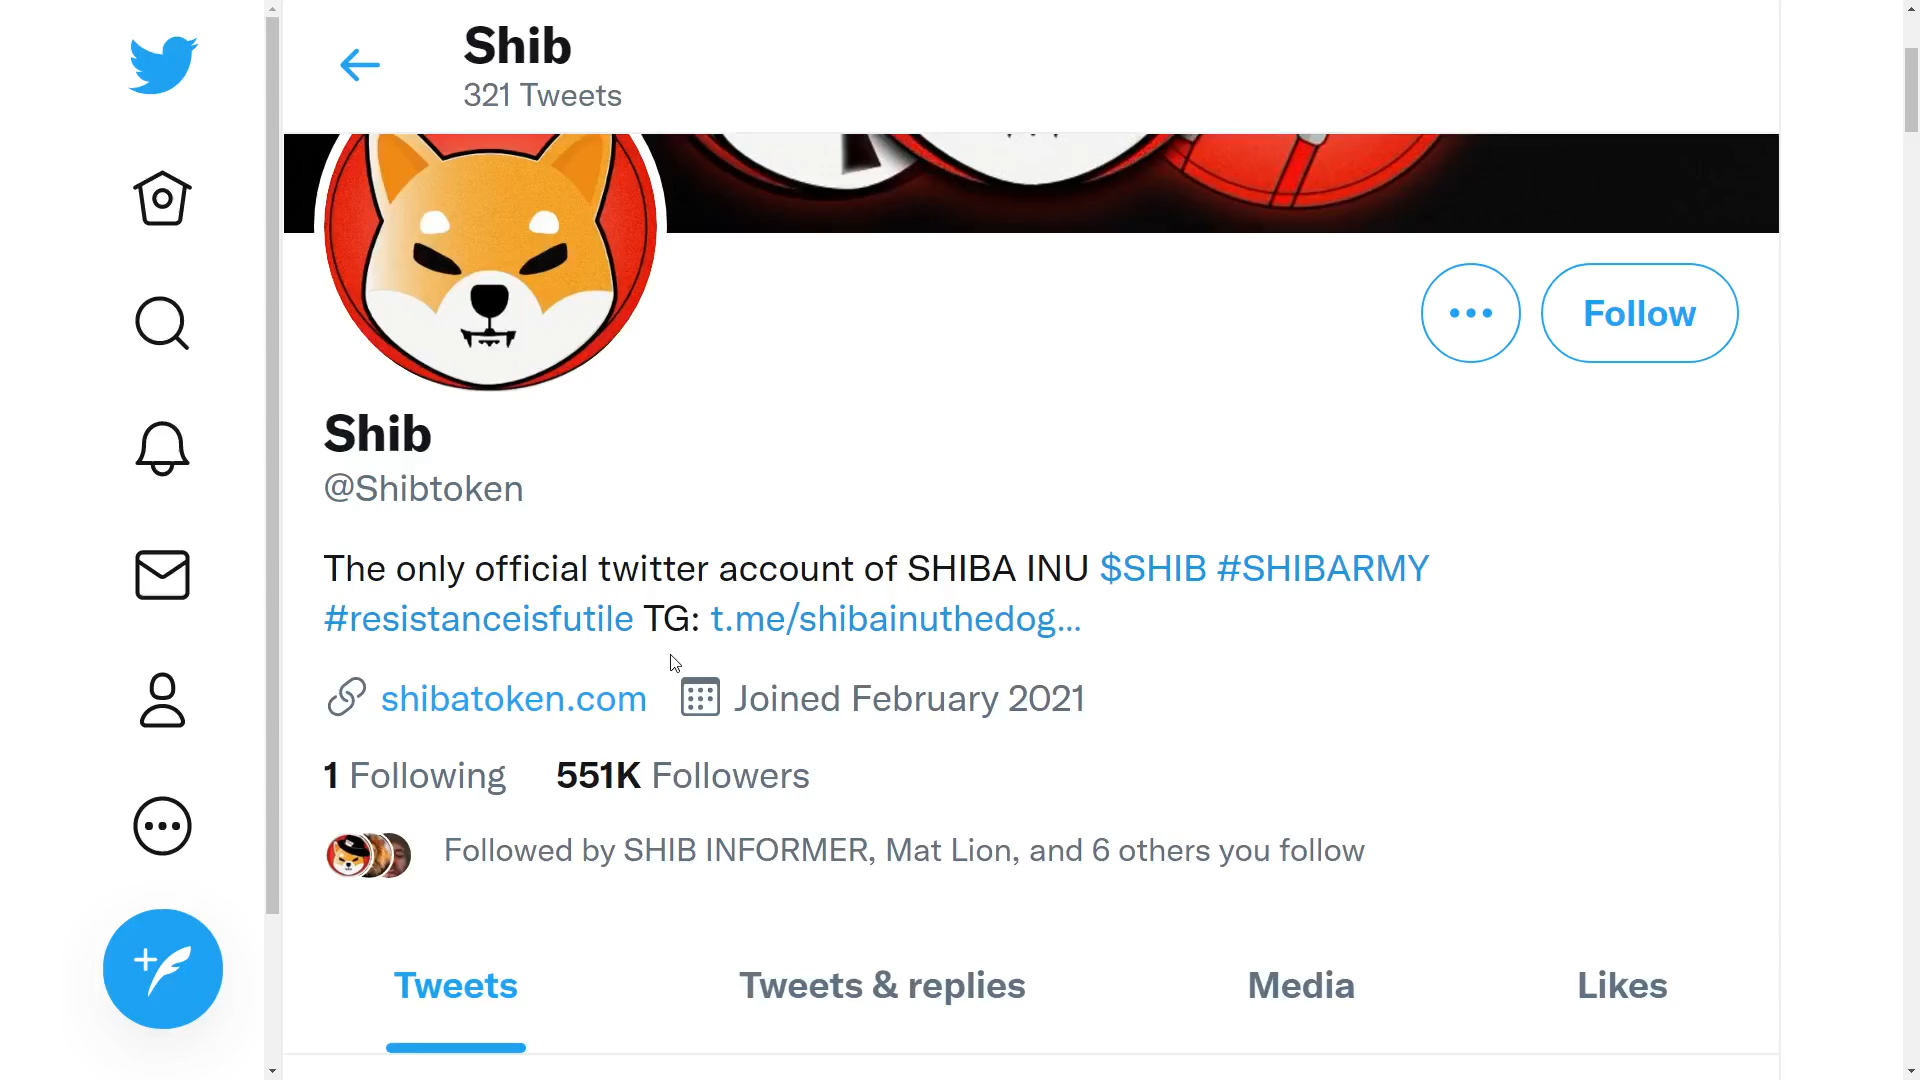 Shib
321 Tweets
Follow
Shib
@Shibtoken
The only official twitter account of SHIBA INU $SHIB #SHIBARMY
#resistanceisfutile TG: t.me/shibainuthedog...
shibatoken.com Joined February 2021
1 Following 551K Followers
Followed by SHIB INFORMER, Mat Lion, and 6 others you follow
Tweets Tweets & replies Media Likes